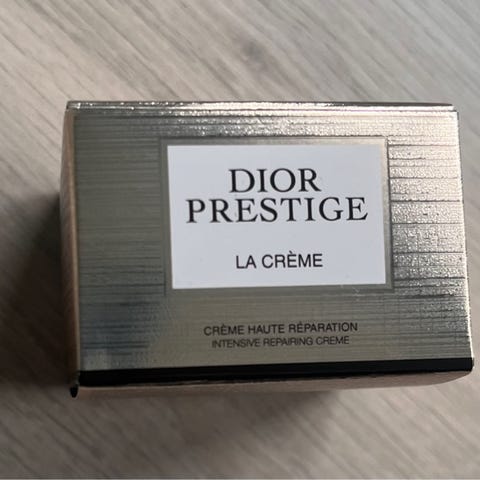 DIOR
PRESTIGE
LA CRÈME
CRÈME HAUTE RÉPARATION
INTENSIVE REPAIRING CREME